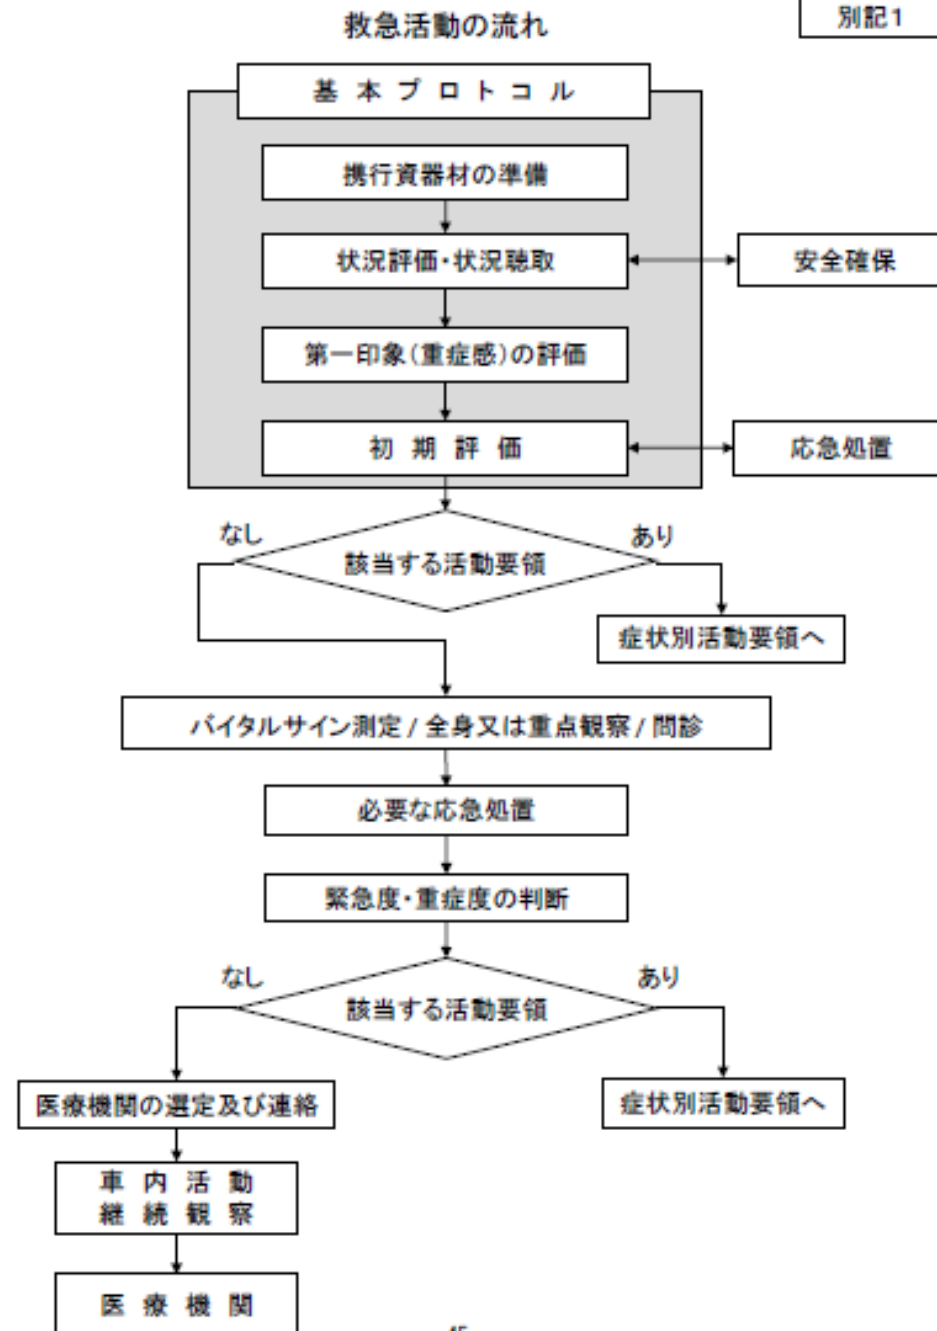 別記1
救急活動の流れ
基本プロトコル
携行資器材の準備
状況評価・状況聴取
安全確保
第一印象(重症感)の評価
初期評価
応急処置
なし
あり
該当する活動要領
症状別活動要領へ
バイタルサイン測定/全身又は重点観察/問診
必要な応急処置
緊急度・重症度の判断
なし
あり
該当する活動要領
医療機関の選定及び連絡
症状別活動要領へ
車内活動
継続観察
医療機関